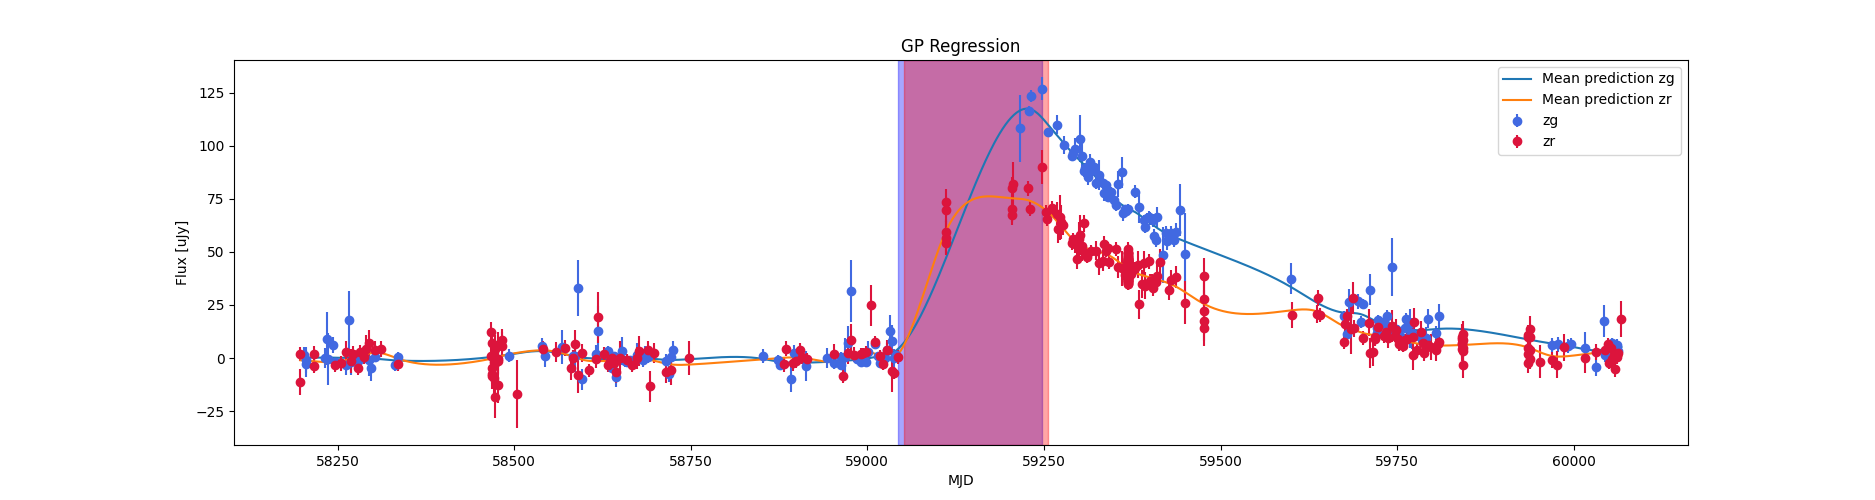 GP Regression
Mean prediction zg
Mean prediction zr
zg
zr
125
100
75
50
25
0
−25
Flux [uJy]
58250 58500 58750 59000 59250 59500 59750 60000
MJD